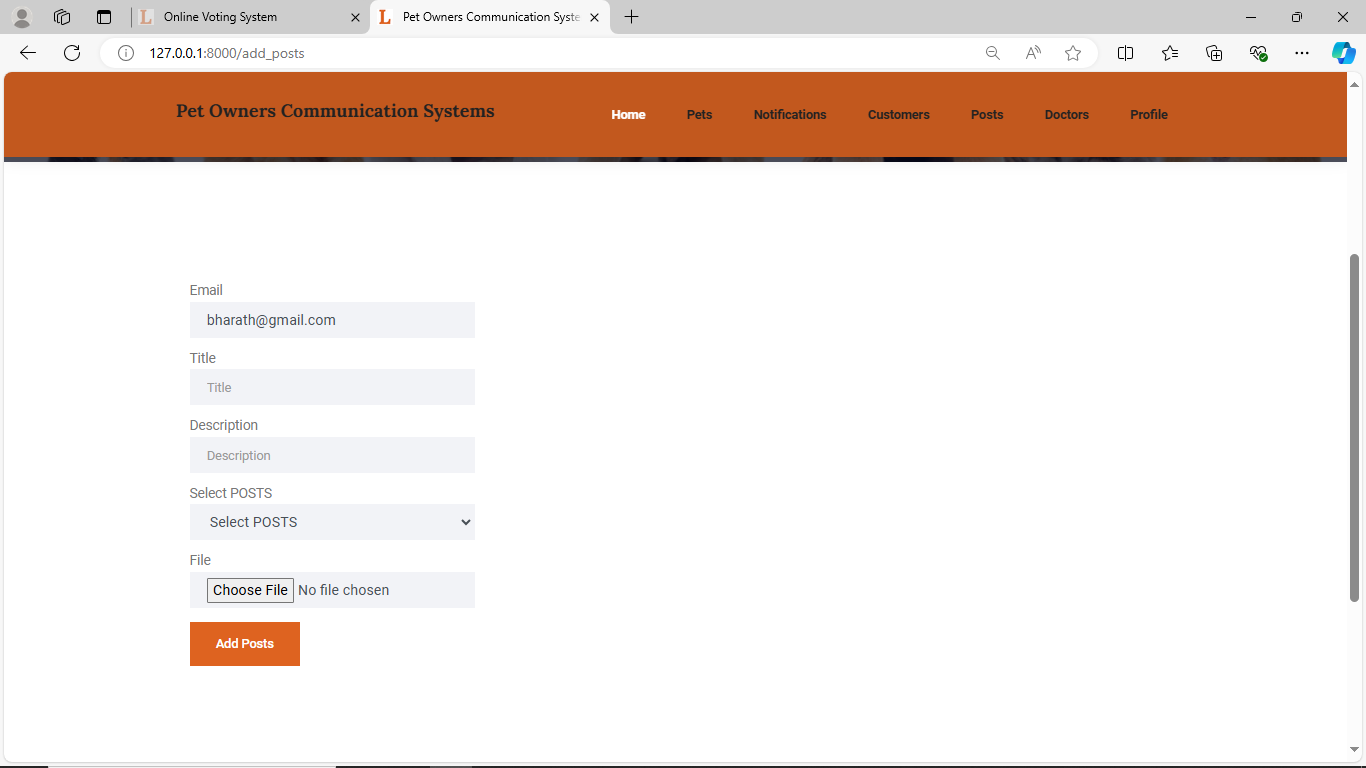 Online Voting System
Pet Owners Communication Syste
127.0.0.1:8000/add_posts
Pet Owners Communication Systems
Home Pets Notifications Customers Posts Doctors Profile
Email
bharath@gmail.com
Title
Title
Description
Description
Select POSTS
Select POSTS
File
Choose File No file chosen
Add Posts